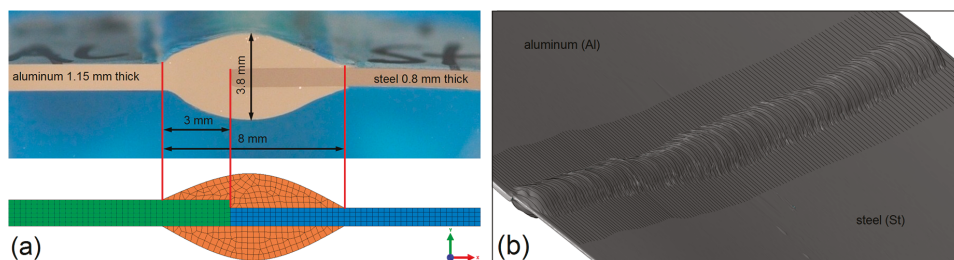 aluminum 1.15 mm thick
steel 0.8 mm thick
3.8 mm
3 mm
8 mm
(a)
Y
X
aluminum (Al)
steel (St)
(b)